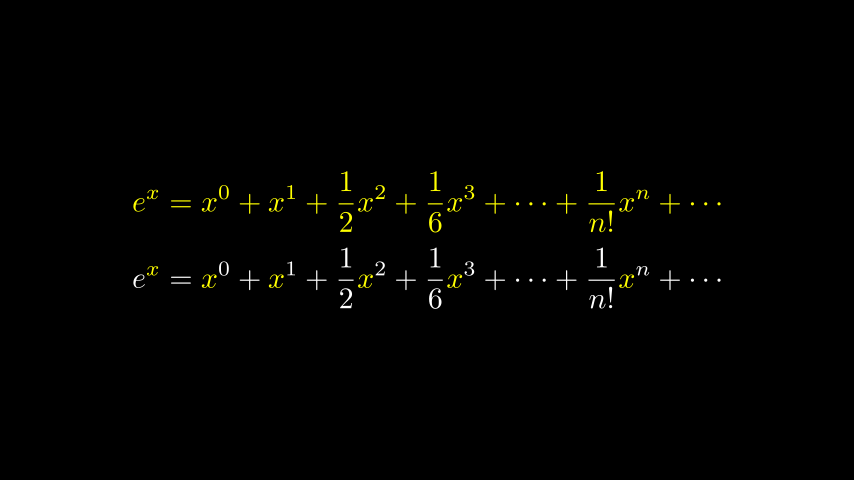 e^x = x^0 + x^1 + \frac{1}{2}x^2 + \frac{1}{6}x^3 + \cdots + \frac{1}{n!}x^n + \cdots
e^x = x^0 + x^1 + \frac{1}{2}x^2 + \frac{1}{6}x^3 + \cdots + \frac{1}{n!}x^n + \cdots